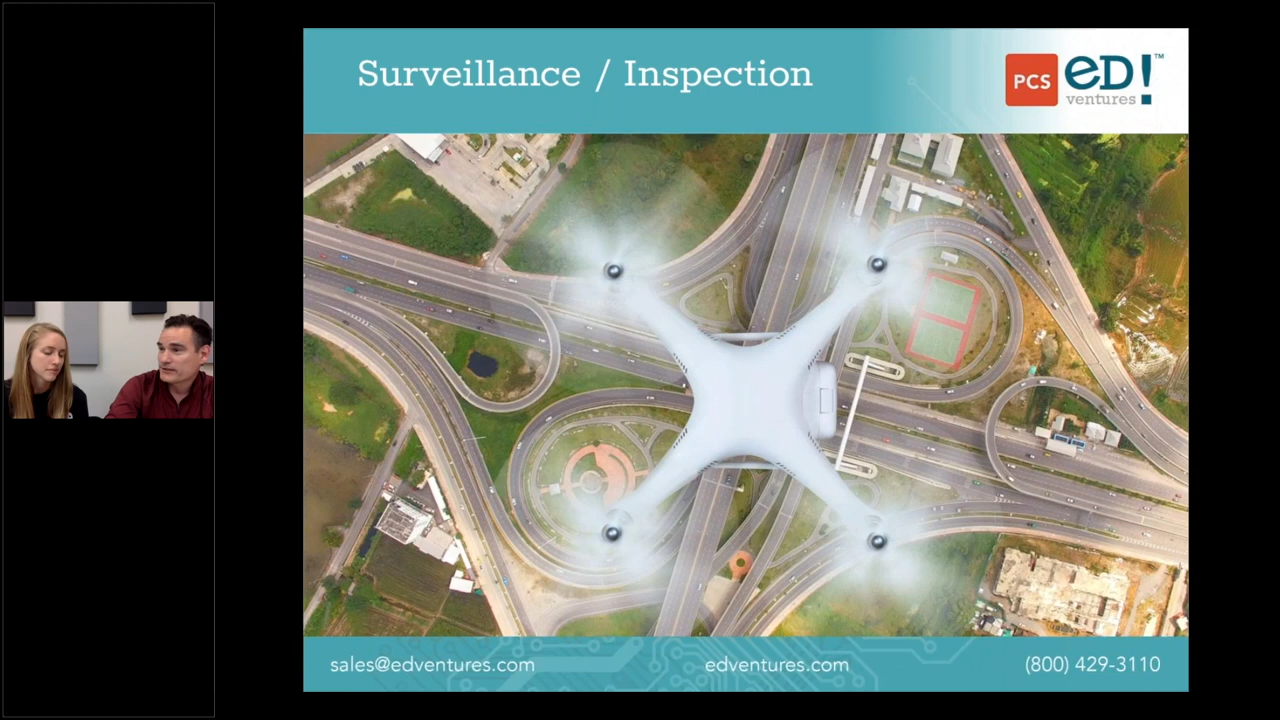 Surveillance / Inspection
PCS
eD! ™
ventures
sales@edventures.com
edventures.com
(800) 429-3110